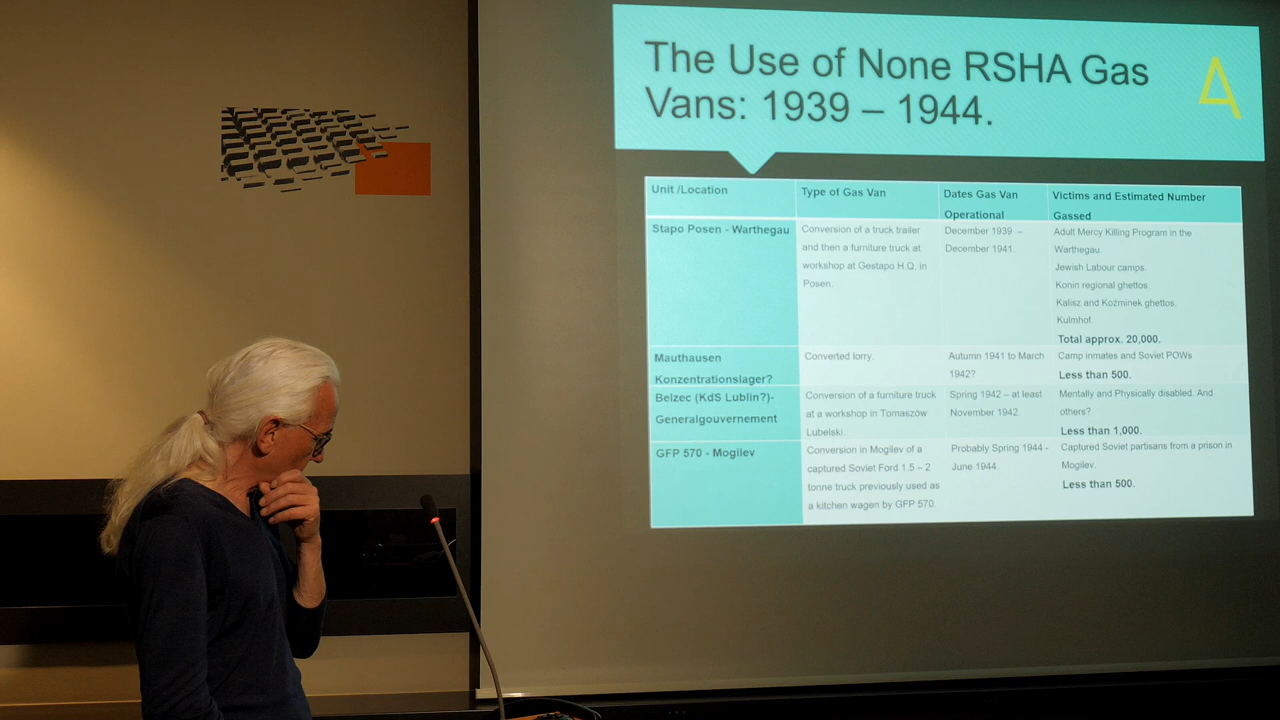 The Use of None RSHA Gas
Vans: 1939 – 1944.
Unit /Location
Type of Gas Van
Dates Gas Van
Operational
Victims and Estimated Number
Gassed
Stapo Posen - Warthegau
Conversion of a truck trailer
and then a furniture truck at
workshop at Gestapo H.Q. in
Posen.
December 1939 –
December 1941.
Adult Mercy Killing Program in the
Warthegau.
Jewish Labour camps.
Konin regional ghettos.
Kalisz and Koźminek ghettos.
Kulmhof.
Total approx. 20,000.
Mauthausen
Konzentrationslager?
Converted lorry.
Autumn 1941 to March
1942?
Camp inmates and Soviet POWs
Less than 500.
Belzec (KdS Lublin?)-
Generalgouvernement
Conversion of a furniture truck
at a workshop in Tomaszów
Lubelski.
Spring 1942 – at least
November 1942.
Mentally and Physically disabled. And
others?
Less than 1,000.
GFP 570 - Mogilev
Conversion in Mogilev of a
captured Soviet Ford 1.5 – 2
tonne truck previously used as
a kitchen wagen by GFP 570.
Probably Spring 1944 -
June 1944.
Captured Soviet partisans from a prison in
Mogilev.
Less than 500.